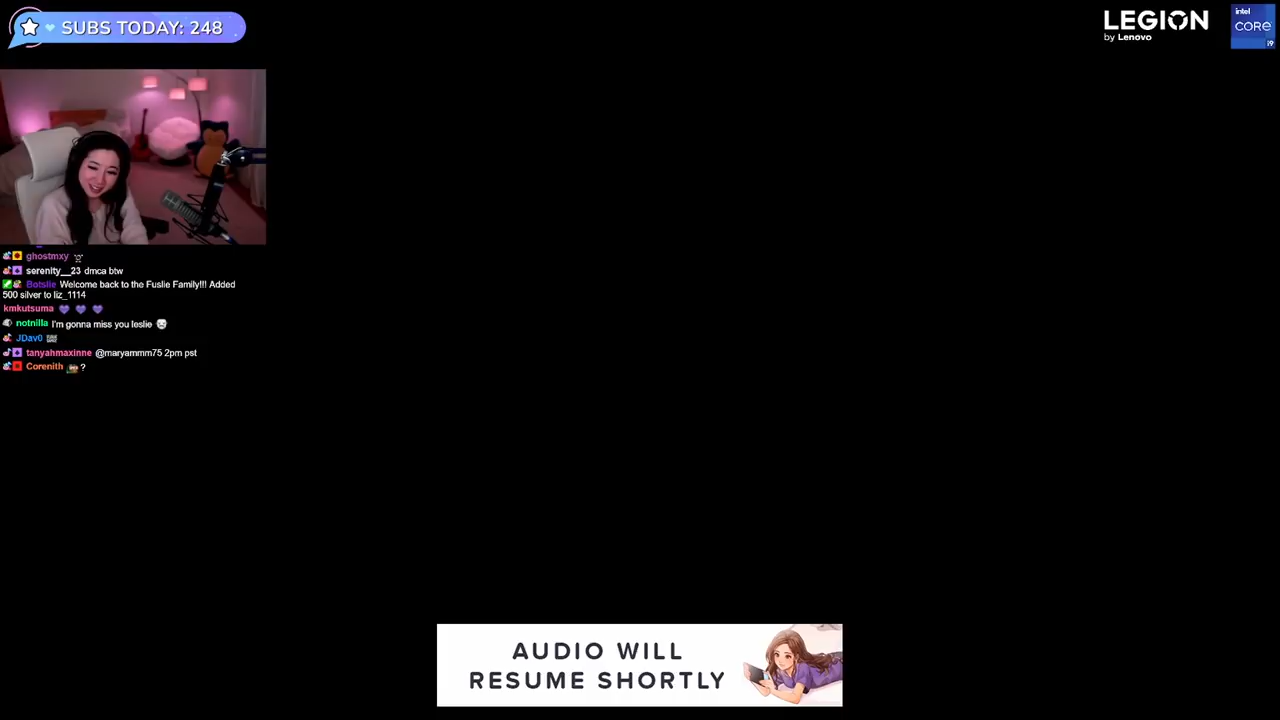 SUBS TODAY: 248
LEGION
by Lenovo
intel
CORE
i9
ghostmxy
serenity__23 dmca btw
Botslie Welcome back to the Fuslie Family!!! Added
500 silver to liz_1114
kmkutsuma
notnilla I'm gonna miss you leslie
JDav0
tanyahmaxinne @maryammm75 2pm pst
Corenith ?
AUDIO WILL
RESUME SHORTLY